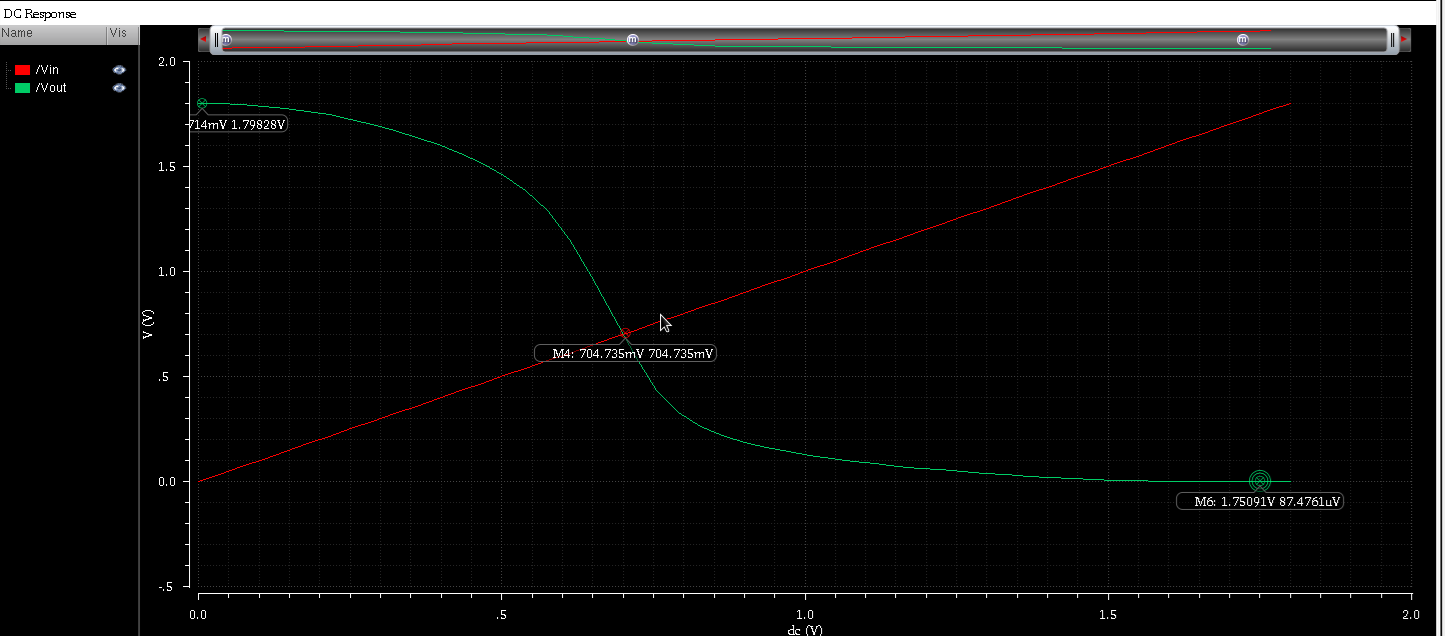 DC Response
Name Vis
/Vin
/Vout
m m m
2.0
714mV 1.79828V
1.5
1.0
V (V)
M4: 704.735mV 704.735mV
.5
0.0
M6: 1.75091V 87.4761uV
-.5
0.0 .5 1.0 1.5 2.0
dc (V)